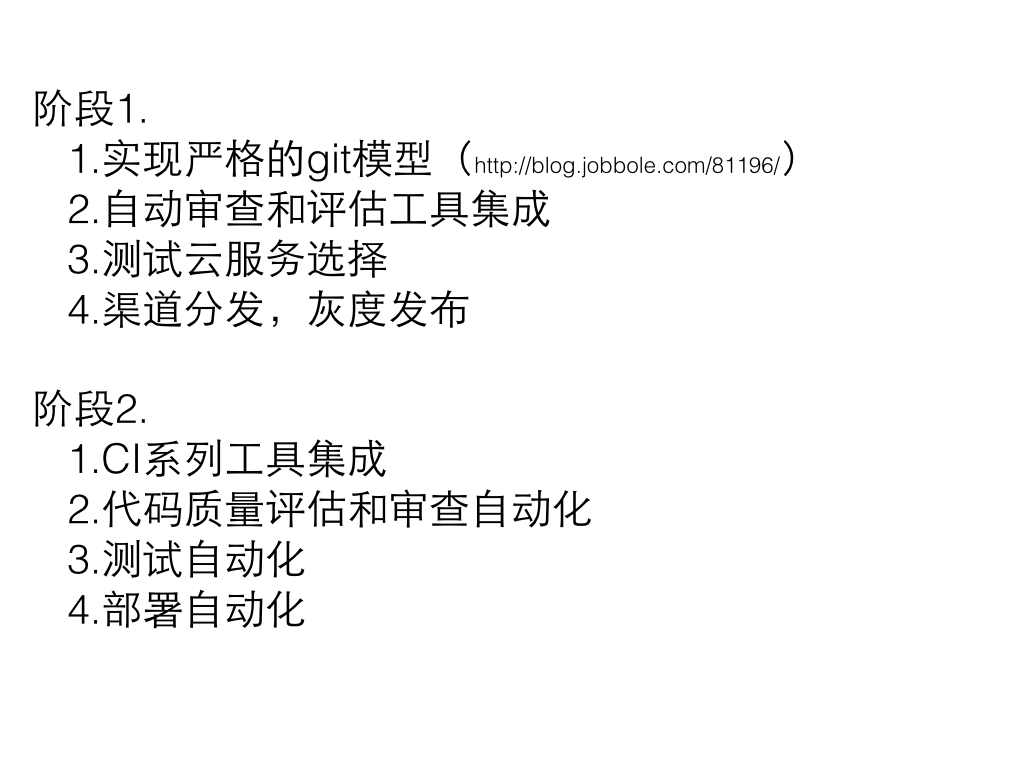 阶段1.
1.实现严格的git模型（http://blog.jobbole.com/81196/）
2.自动审查和评估工具集成
3.测试云服务选择
4.渠道分发，灰度发布
阶段2.
1.CI系列工具集成
2.代码质量评估和审查自动化
3.测试自动化
4.部署自动化